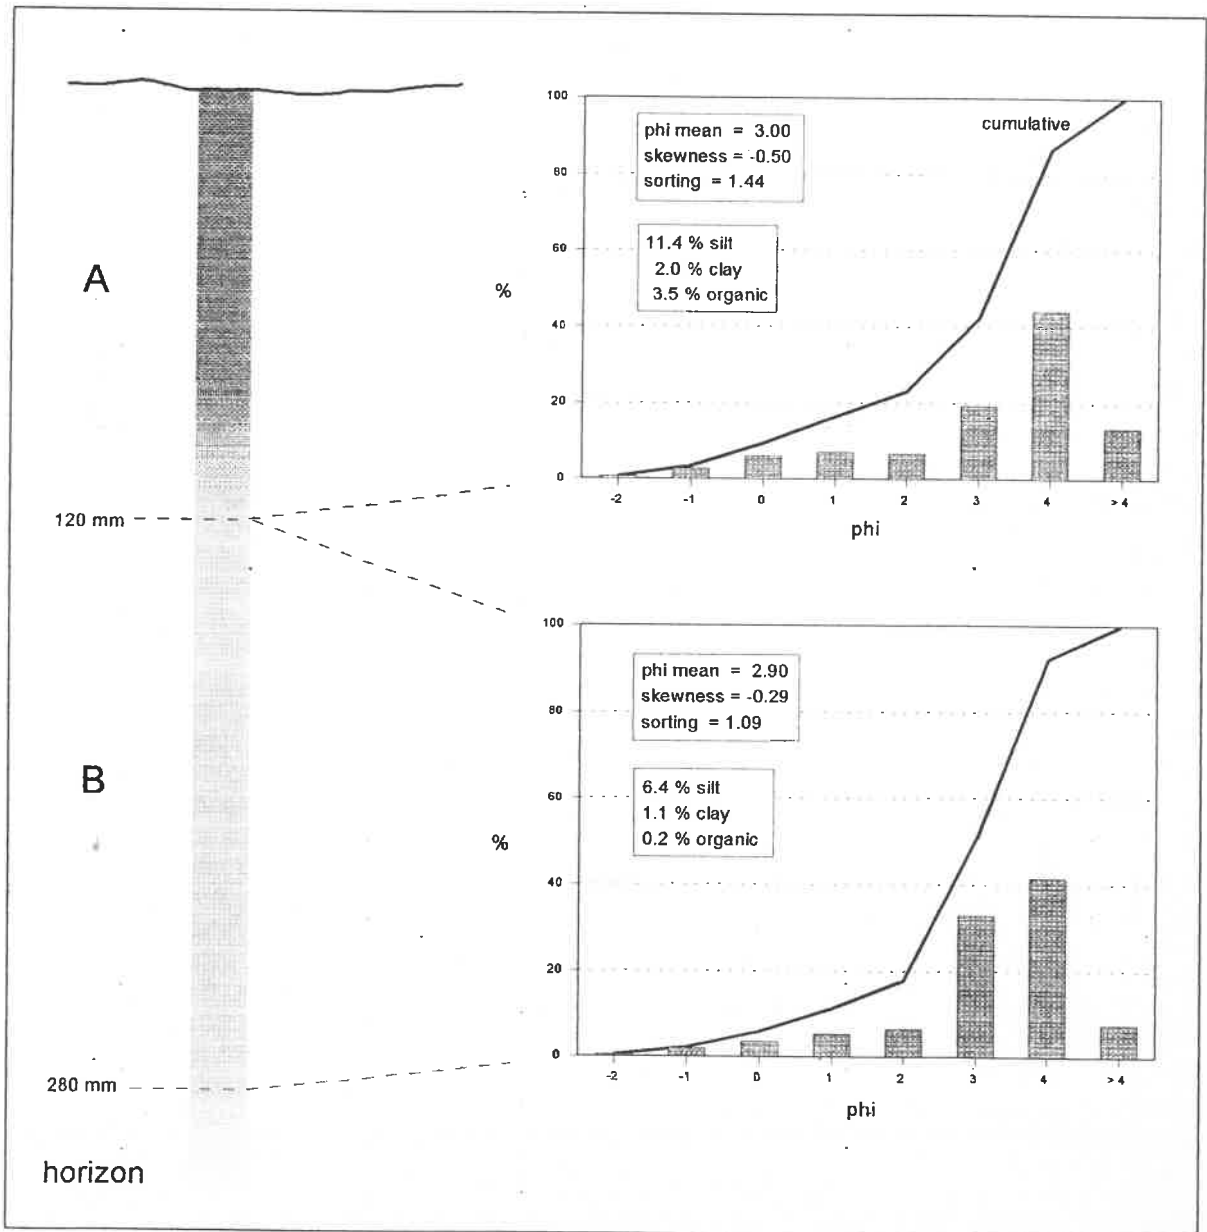 100
80
60
40
20
0
%
phi mean = 3.00
skewness = -0.50
sorting = 1.44
11.4 % silt
2.0 % clay
3.5 % organic
cumulative
-2 -1 0 1 2 3 4 > 4
phi
A
120 mm
B
280 mm
horizon
100
80
60
40
20
0
%
phi mean = 2.90
skewness = -0.29
sorting = 1.09
6.4 % silt
1.1 % clay
0.2 % organic
-2 -1 0 1 2 3 4 > 4
phi